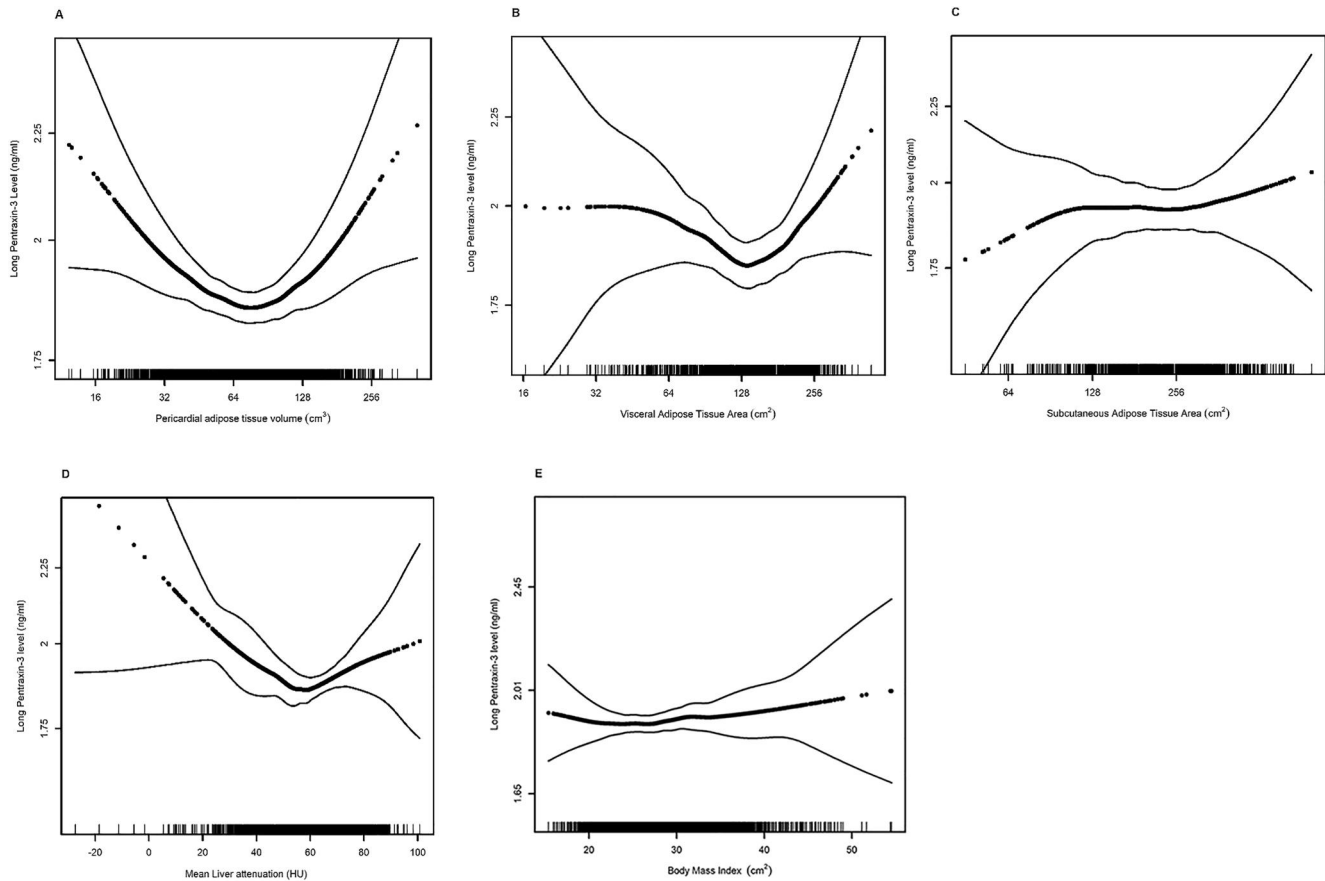 A
Long Pentraxin-3 Level (ng/ml)
2.25
2
1.75
16 32 64 128 256
Pericardial adipose tissue volume (cm³)
B
Long Pentraxin-3 level (ng/ml)
2.25
2
1.75
16 32 64 128 256
Visceral Adipose Tissue Area (cm²)
C
Long Pentraxin-3 level (ng/ml)
2.25
2
1.75
64 128 256
Subcutaneous Adipose Tissue Area (cm²)
D
Long Pentraxin-3 level (ng/ml)
2.25
2
1.75
-20 0 20 40 60 80 100
Mean Liver attenuation (HU)
E
Long Pentraxin-3 level (ng/ml)
2.45
2.01
1.65
20 30 40 50
Body Mass Index (cm²)